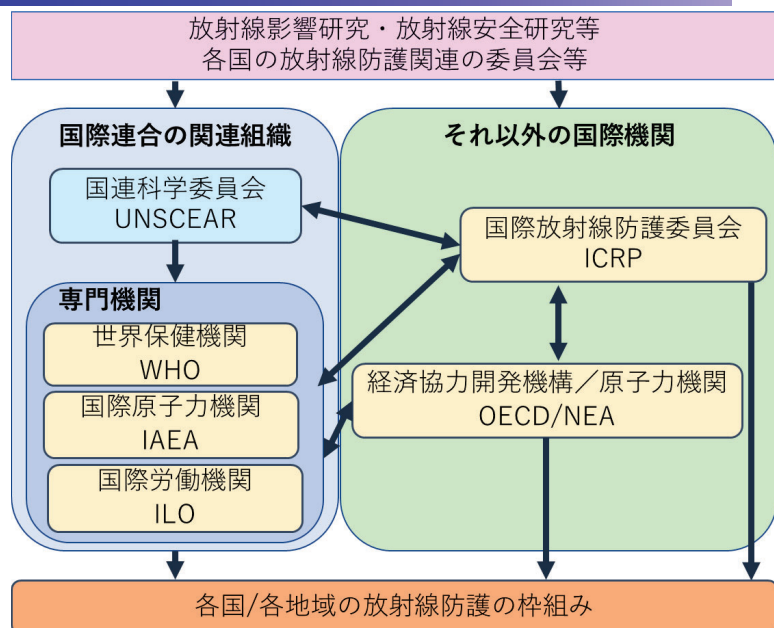 放射線影響研究・放射線安全研究等
各国の放射線防護関連の委員会等
国際連合の関連組織
国連科学委員会
UNSCEAR
専門機関
世界保健機関
WHO
国際原子力機関
IAEA
国際労働機関
ILO
それ以外の国際機関
国際放射線防護委員会
ICRP
経済協力開発機構／原子力機関
OECD/NEA
各国/各地域の放射線防護の枠組み